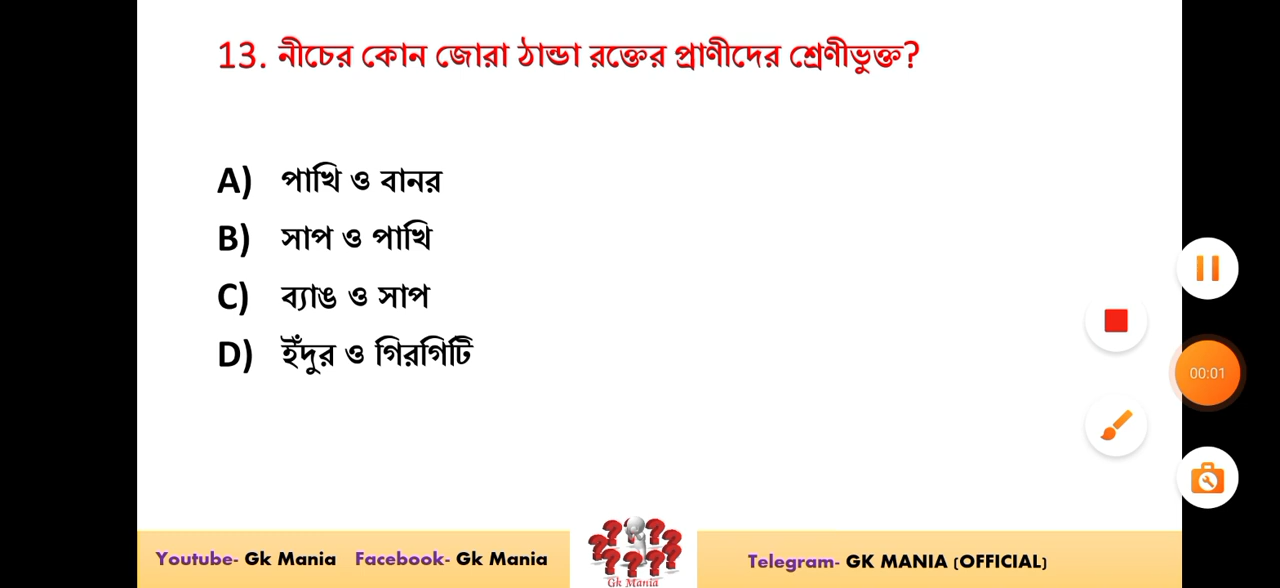 13. নীচের কোন জোরা ঠান্ডা রক্তের প্রাণীদের শ্রেণীভুক্ত?
A) পাখি ও বানর
B) সাপ ও পাখি
C) ব্যাঙ ও সাপ
D) ইঁদুর ও গিরগিটি
00:01
Youtube- Gk Mania Facebook- Gk Mania
Gk Mania
Telegram- GK MANIA (OFFICIAL)